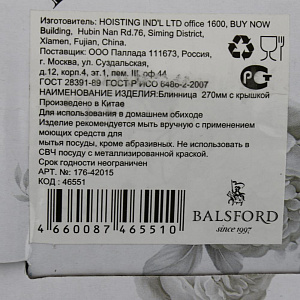 Изготовитель: HOISTING IND'L LTD office 1600, BUY NOW
Building, Hubin Nan Rd.76, Siming District,
Xiamen, Fujian, China.
Поставщик: ООО Паллада 111673, Россия,
г. Москва, ул. Суздальская,
д.12, корп.4, эт.1, пем. III, оф.44
ГОСТ 28391-89 ГОСТ Р ИСО 6486-2-2007
НАИМЕНОВАНИЕ ИЗДЕЛИЯ:Блинница 270мм с крышкой
Произведено в Китае
Для использования в домашнем обиходе
Изделие рекомендуется мыть вручную с применением
моющих средств для
мытья посуды, кроме абразивных. Не использовать в
СВЧ посуду с металлизированной краской.
Срок годности неограничен
АРТ. № 176-42015
КОД - 46551
4 660087 465510
BALSFORD
since 1997